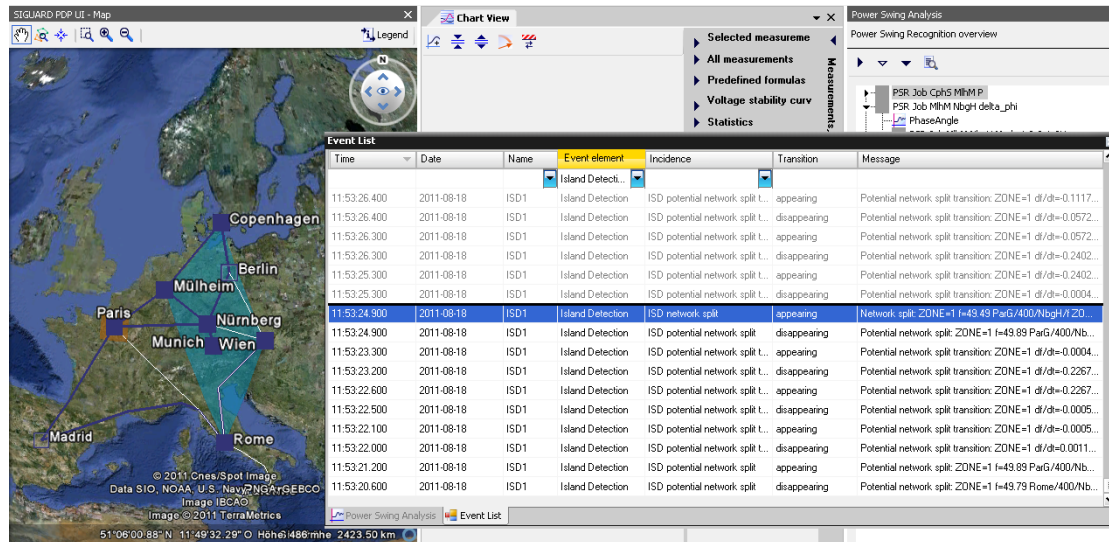 SIGUARD PDP UI - Map
Legend
N
Copenhagen
Berlin
Mülheim
Paris
Nürnberg
Munich
Wien
Madrid
Rome
© 2011 Cnes/Spot Image
Data SIO, NOAA, U.S. Navy, NGA, GEBCO
Image IBCAO
Image © 2011 TerraMetrics
51°06'00.88" N 11°49'32.29" O
2423.50 km
Chart View
Selected measureme
All measurements
Predefined formulas
Voltage stability curv
Statistics
Measurements,
Power Swing Analysis
Power Swing Recognition overview
PSR Job CphS MlhM P
PSR Job MlhM NbgH delta_phi
PhaseAngle
Event List
Time Date Name Event element Incidence Transition Message
Island Detecti...
11:53:26.400 2011-08-18 ISD1 Island Detection ISD potential network split t... appearing Potential network split transition: ZONE=1 df/dt=-0.1117...
11:53:26.400 2011-08-18 ISD1 Island Detection ISD potential network split t... disappearing Potential network split transition: ZONE=1 df/dt=-0.0572...
11:53:26.300 2011-08-18 ISD1 Island Detection ISD potential network split t... appearing Potential network split transition: ZONE=1 df/dt=-0.0572...
11:53:26.300 2011-08-18 ISD1 Island Detection ISD potential network split t... disappearing Potential network split transition: ZONE=1 df/dt=-0.2402...
11:53:25.300 2011-08-18 ISD1 Island Detection ISD potential network split t... appearing Potential network split transition: ZONE=1 df/dt=-0.2402...
11:53:25.300 2011-08-18 ISD1 Island Detection ISD potential network split t... disappearing Potential network split transition: ZONE=1 df/dt=-0.0004...
11:53:24.900 2011-08-18 ISD1 Island Detection ISD network split appearing Network split: ZONE=1 f=49.49 ParG/400/NbgH/f ZO...
11:53:24.900 2011-08-18 ISD1 Island Detection ISD potential network split disappearing Potential network split: ZONE=1 f=49.89 ParG/400/Nb...
11:53:23.300 2011-08-18 ISD1 Island Detection ISD potential network split t... appearing Potential network split transition: ZONE=1 df/dt=-0.0004...
11:53:23.200 2011-08-18 ISD1 Island Detection ISD potential network split t... disappearing Potential network split transition: ZONE=1 df/dt=-0.2267...
11:53:22.600 2011-08-18 ISD1 Island Detection ISD potential network split t... appearing Potential network split transition: ZONE=1 df/dt=-0.2267...
11:53:22.500 2011-08-18 ISD1 Island Detection ISD potential network split t... disappearing Potential network split transition: ZONE=1 df/dt=-0.0005...
11:53:22.100 2011-08-18 ISD1 Island Detection ISD potential network split t... appearing Potential network split transition: ZONE=1 df/dt=-0.0005...
11:53:22.000 2011-08-18 ISD1 Island Detection ISD potential network split t... disappearing Potential network split transition: ZONE=1 df/dt=0.0011...
11:53:21.200 2011-08-18 ISD1 Island Detection ISD potential network split appearing Potential network split: ZONE=1 f=49.89 ParG/400/Nb...
11:53:20.600 2011-08-18 ISD1 Island Detection ISD potential network split disappearing Potential network split: ZONE=1 f=49.79 Rome/400/Nb...
Power Swing Analysis Event List